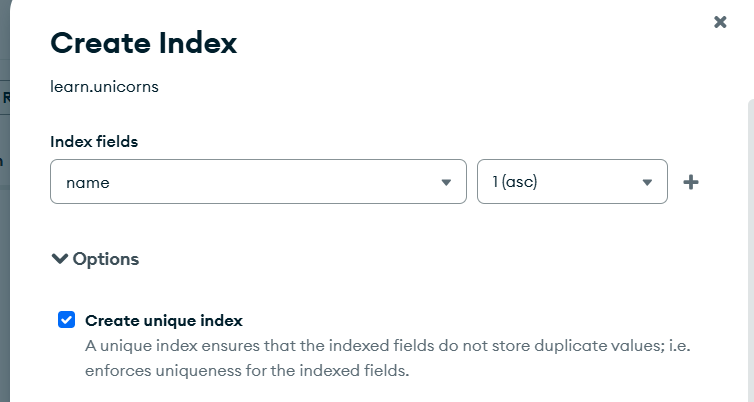 Create Index
learn.unicorns
Index fields
name
1 (asc)
Options
Create unique index
A unique index ensures that the indexed fields do not store duplicate values; i.e.
enforces uniqueness for the indexed fields.